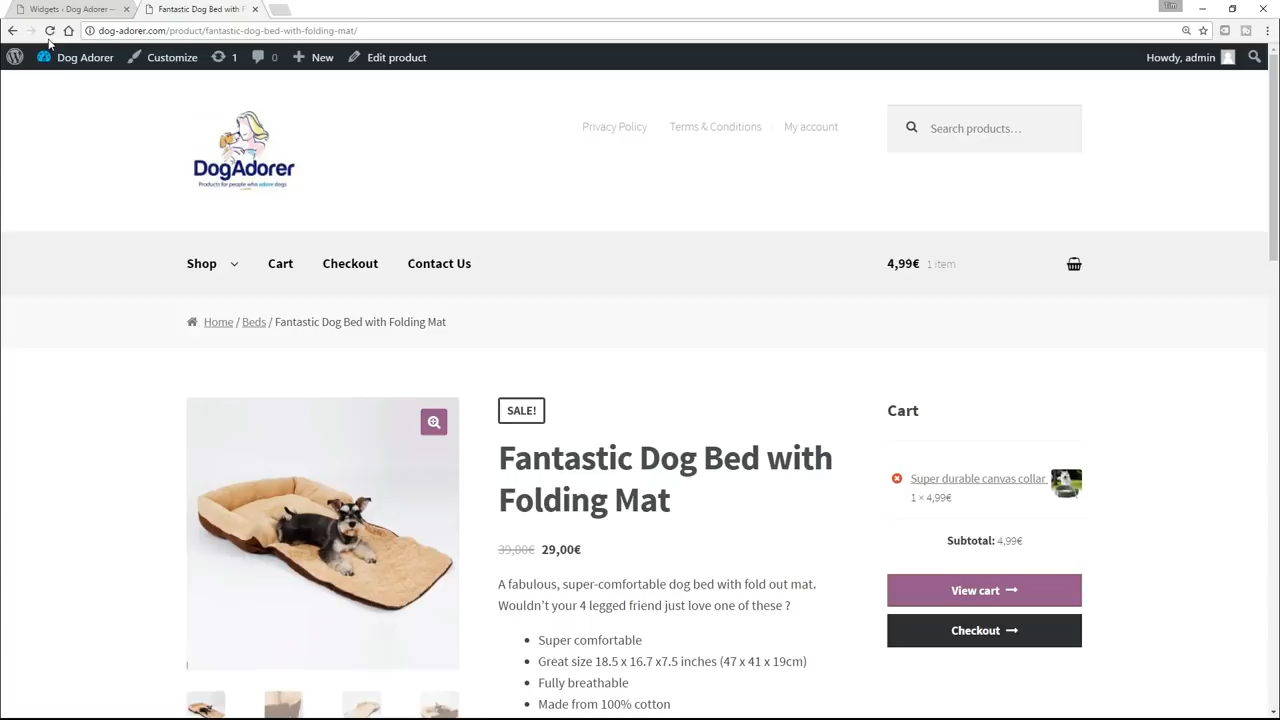 Widgets ‹ Dog Adorer —
Fantastic Dog Bed with F
dog-adorer.com/product/fantastic-dog-bed-with-folding-mat/
Dog Adorer
Customize
1
0
New
Edit product
Howdy, admin
DogAdorer
Products for people who adore dogs
Privacy Policy
Terms & Conditions
My account
Search products…
Shop
Cart
Checkout
Contact Us
4,99€ 1 item
Home / Beds / Fantastic Dog Bed with Folding Mat
SALE!
Fantastic Dog Bed with
Folding Mat
39,00€ 29,00€
A fabulous, super-comfortable dog bed with fold out mat.
Wouldn't your 4 legged friend just love one of these ?
• Super comfortable
• Great size 18.5 x 16.7 x7.5 inches (47 x 41 x 19cm)
• Fully breathable
• Made from 100% cotton
Cart
Super durable canvas collar
1 × 4,99€
Subtotal: 4,99€
View cart
Checkout